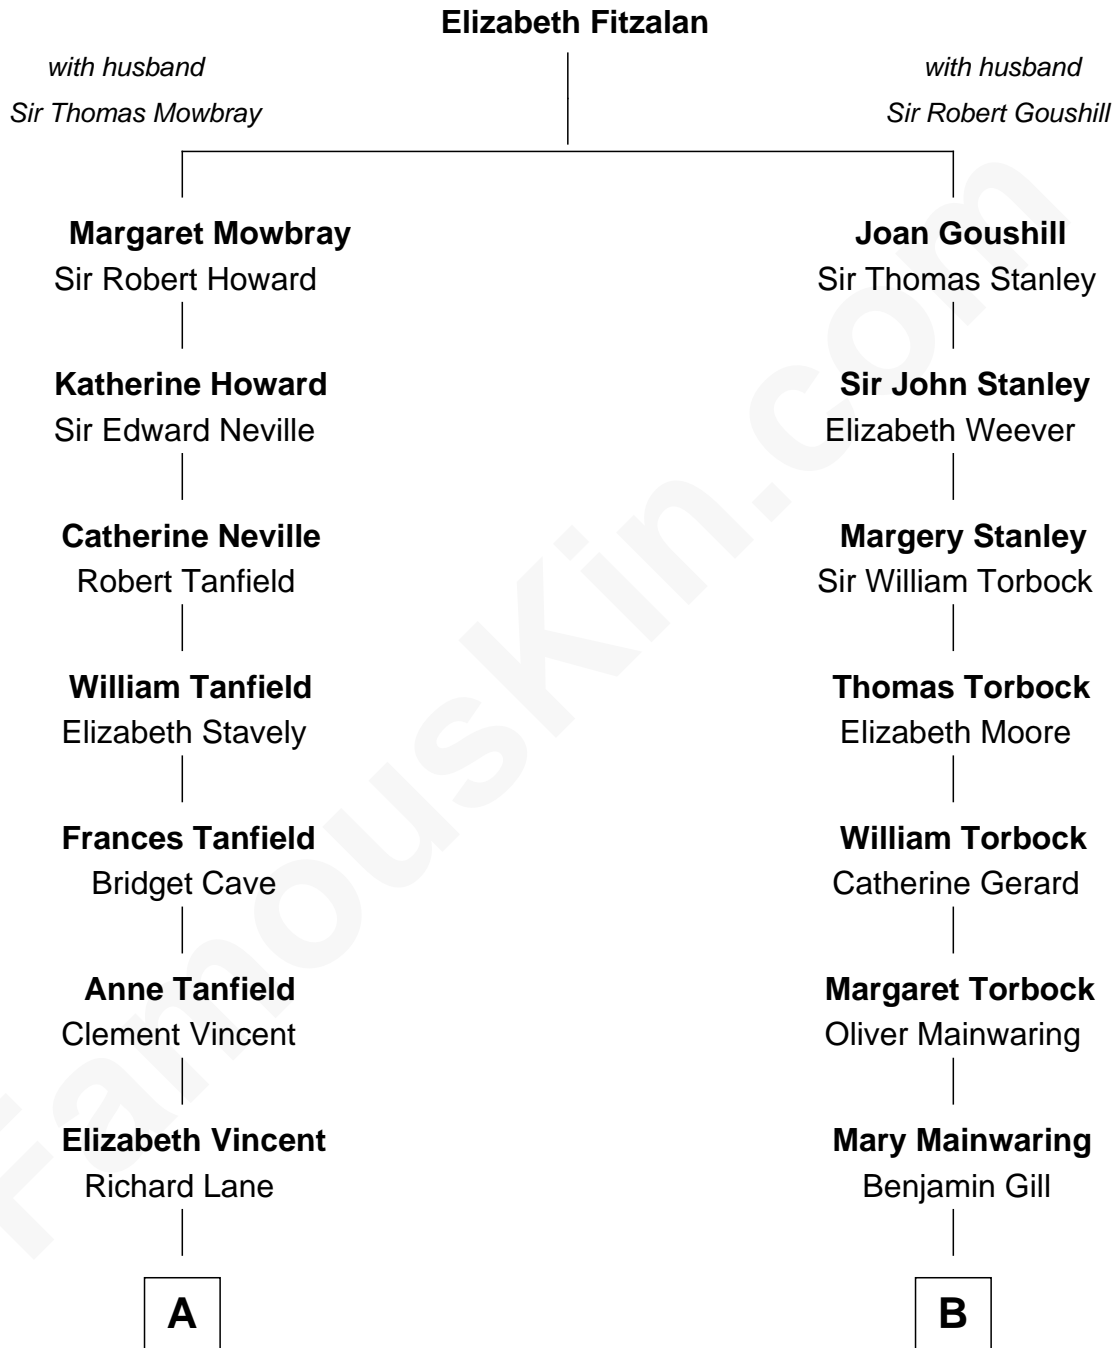 Elizabeth Fitzalan
with husband
Sir Thomas Mowbray
with husband
Sir Robert Goushill
Margaret Mowbray
Sir Robert Howard
Joan Goushill
Sir Thomas Stanley
Katherine Howard
Sir Edward Neville
Sir John Stanley
Elizabeth Weever
Catherine Neville
Robert Tanfield
Margery Stanley
Sir William Torbock
William Tanfield
Elizabeth Stavely
Thomas Torbock
Elizabeth Moore
Frances Tanfield
Bridget Cave
William Torbock
Catherine Gerard
Anne Tanfield
Clement Vincent
Margaret Torbock
Oliver Mainwaring
Elizabeth Vincent
Richard Lane
Mary Mainwaring
Benjamin Gill
A
B
FamousKin.com